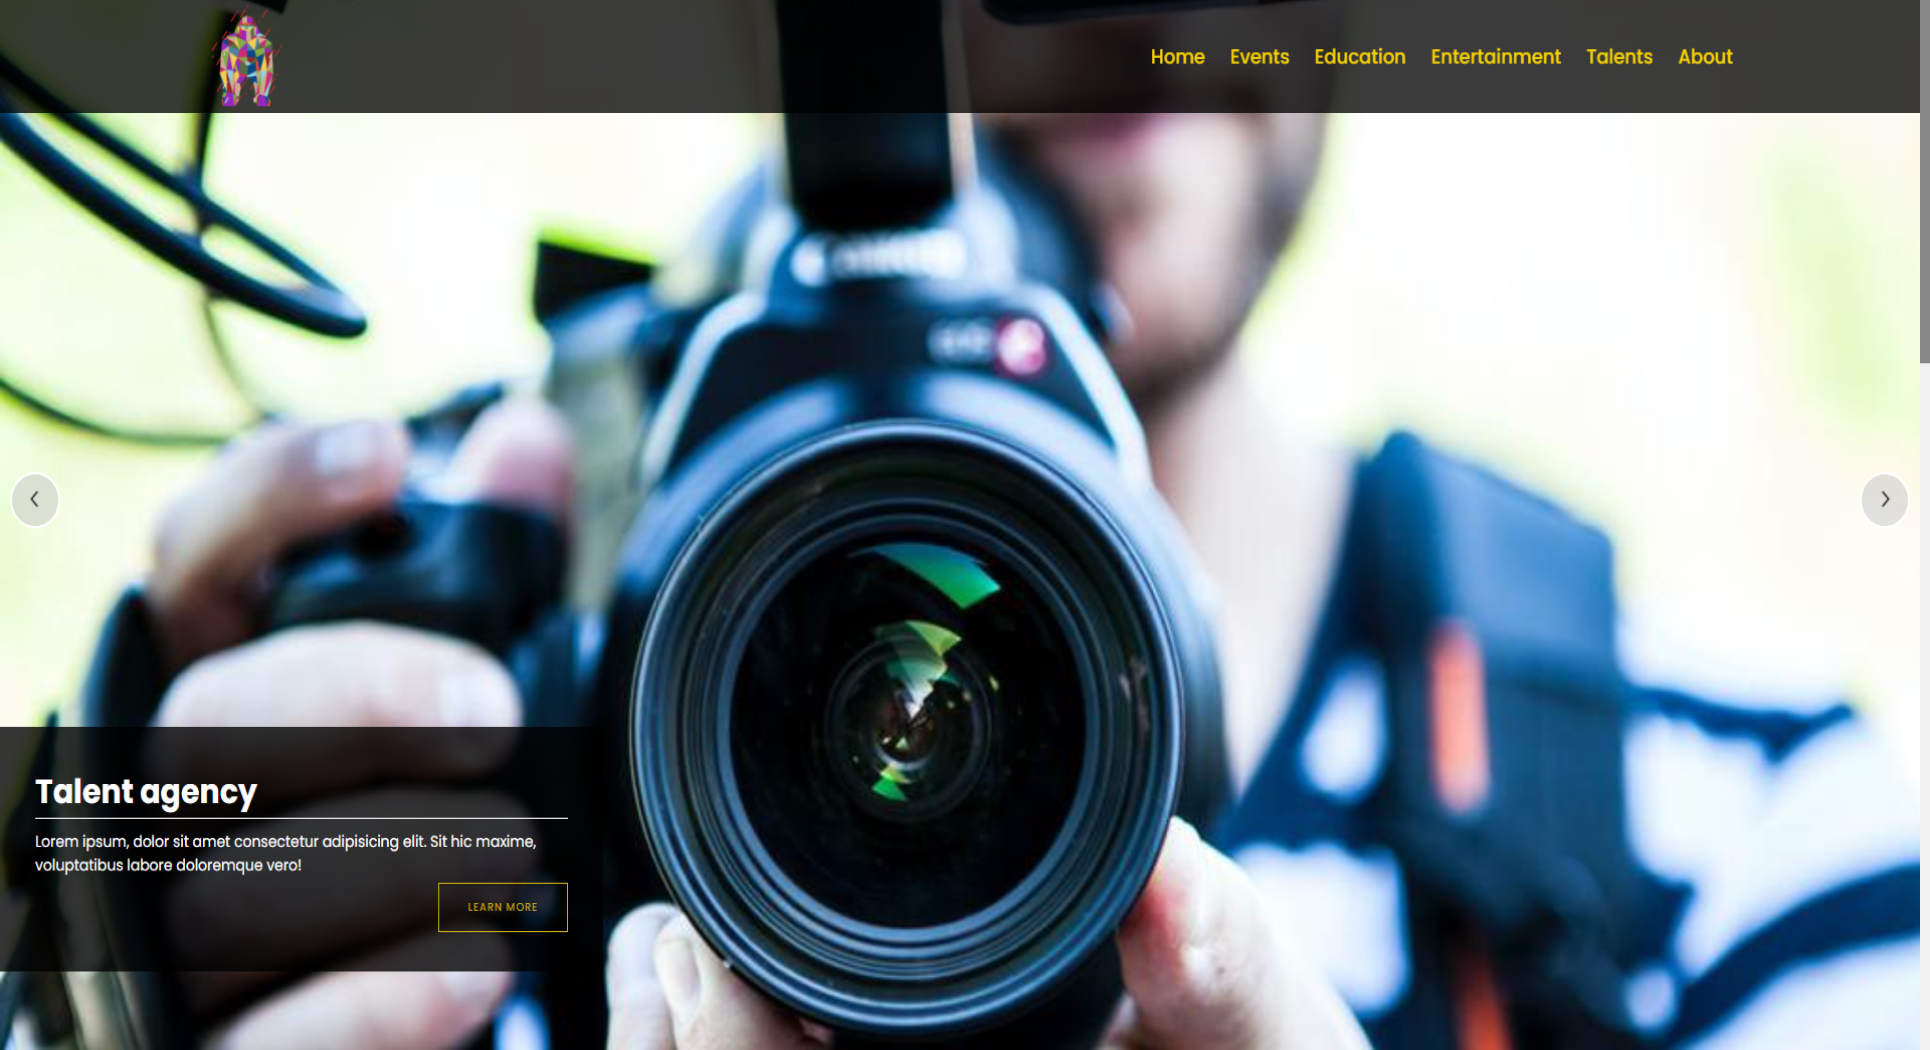 Home Events Education Entertainment Talents About
Canon
Talent agency
Lorem ipsum, dolor sit amet consectetur adipisicing elit. Sit hic maxime,
voluptatibus labore doloremque vero!
LEARN MORE